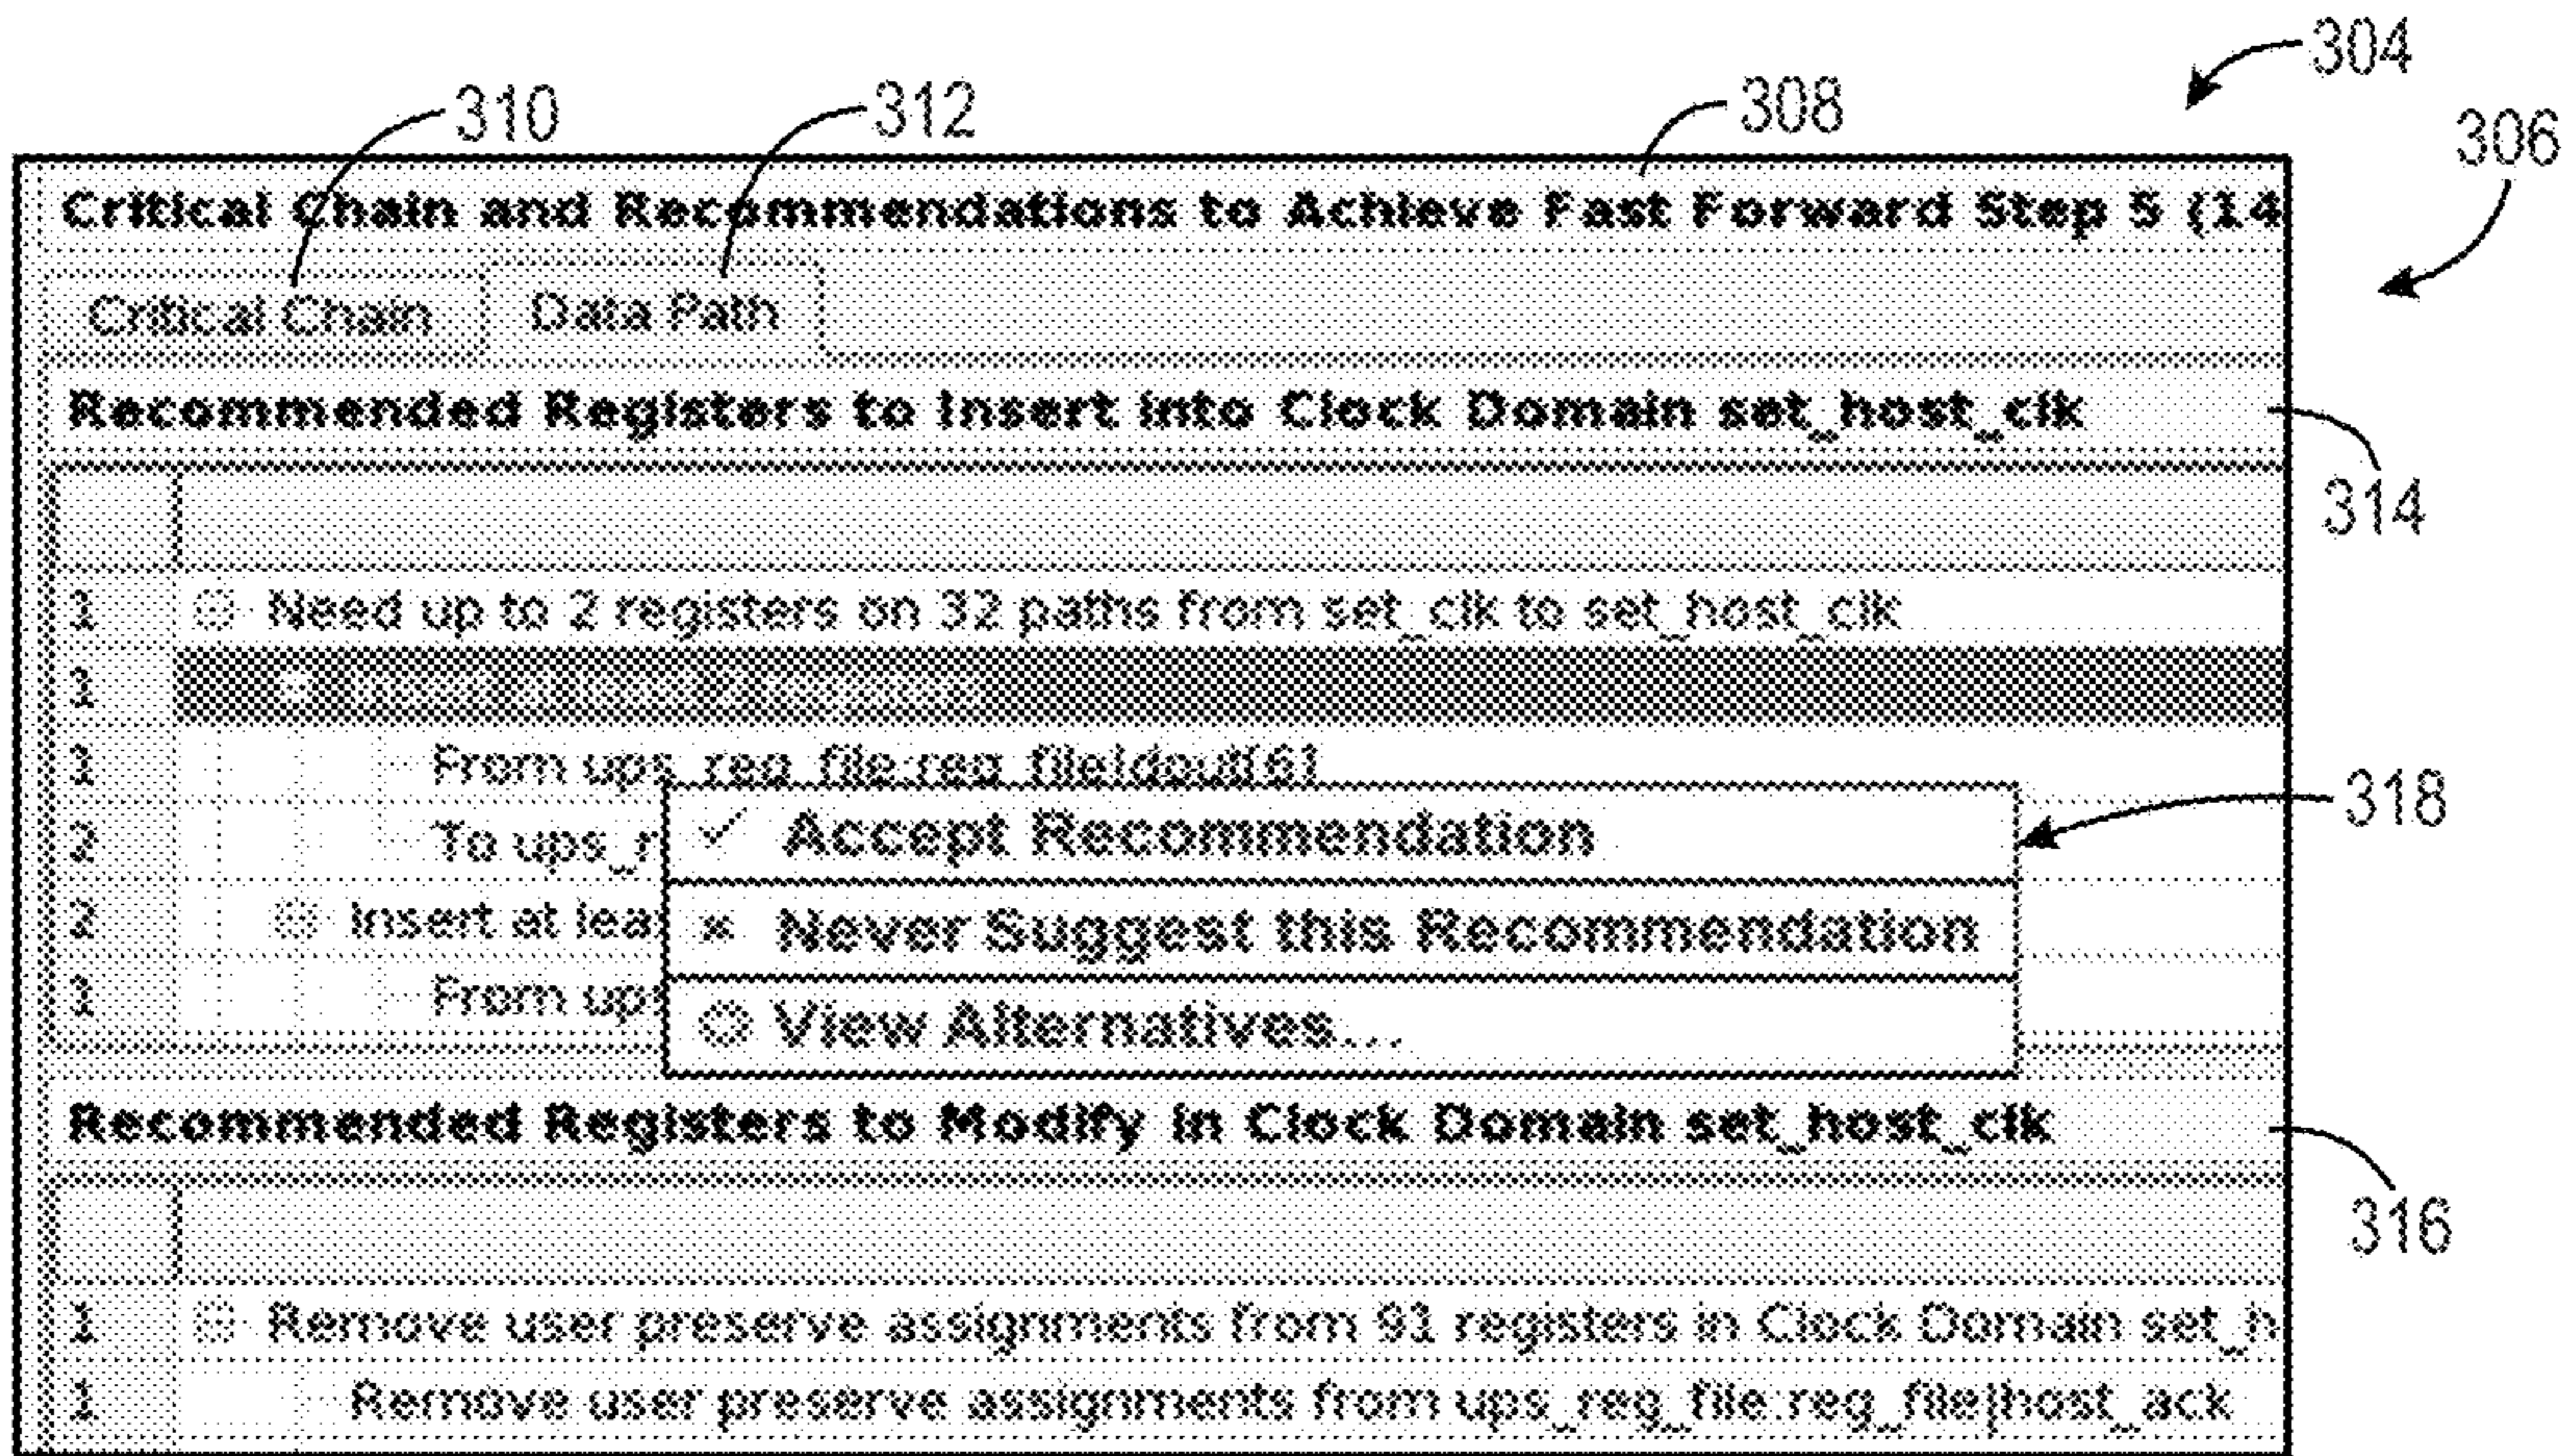 304
310 312 308
306
Critical Chain and Recommendations to Achieve Fast Forward Step 5 (14
Critical Chain Data Path
Recommended Registers to Insert into Clock Domain set_host_clk
314
1 Need up to 2 registers on 32 paths from set_clk to set_host_clk
1
1 From ups_reg_file:reg_file|dout[6]
318
2 To ups_r
Accept Recommendation
2 Insert at lea
Never Suggest this Recommendation
1 From ups
View Alternatives...
Recommended Registers to Modify in Clock Domain set_host_clk
316
1 Remove user preserve assignments from 91 registers in Clock Domain set_h
1 Remove user preserve assignments from ups_reg_file:reg_file|host_ack